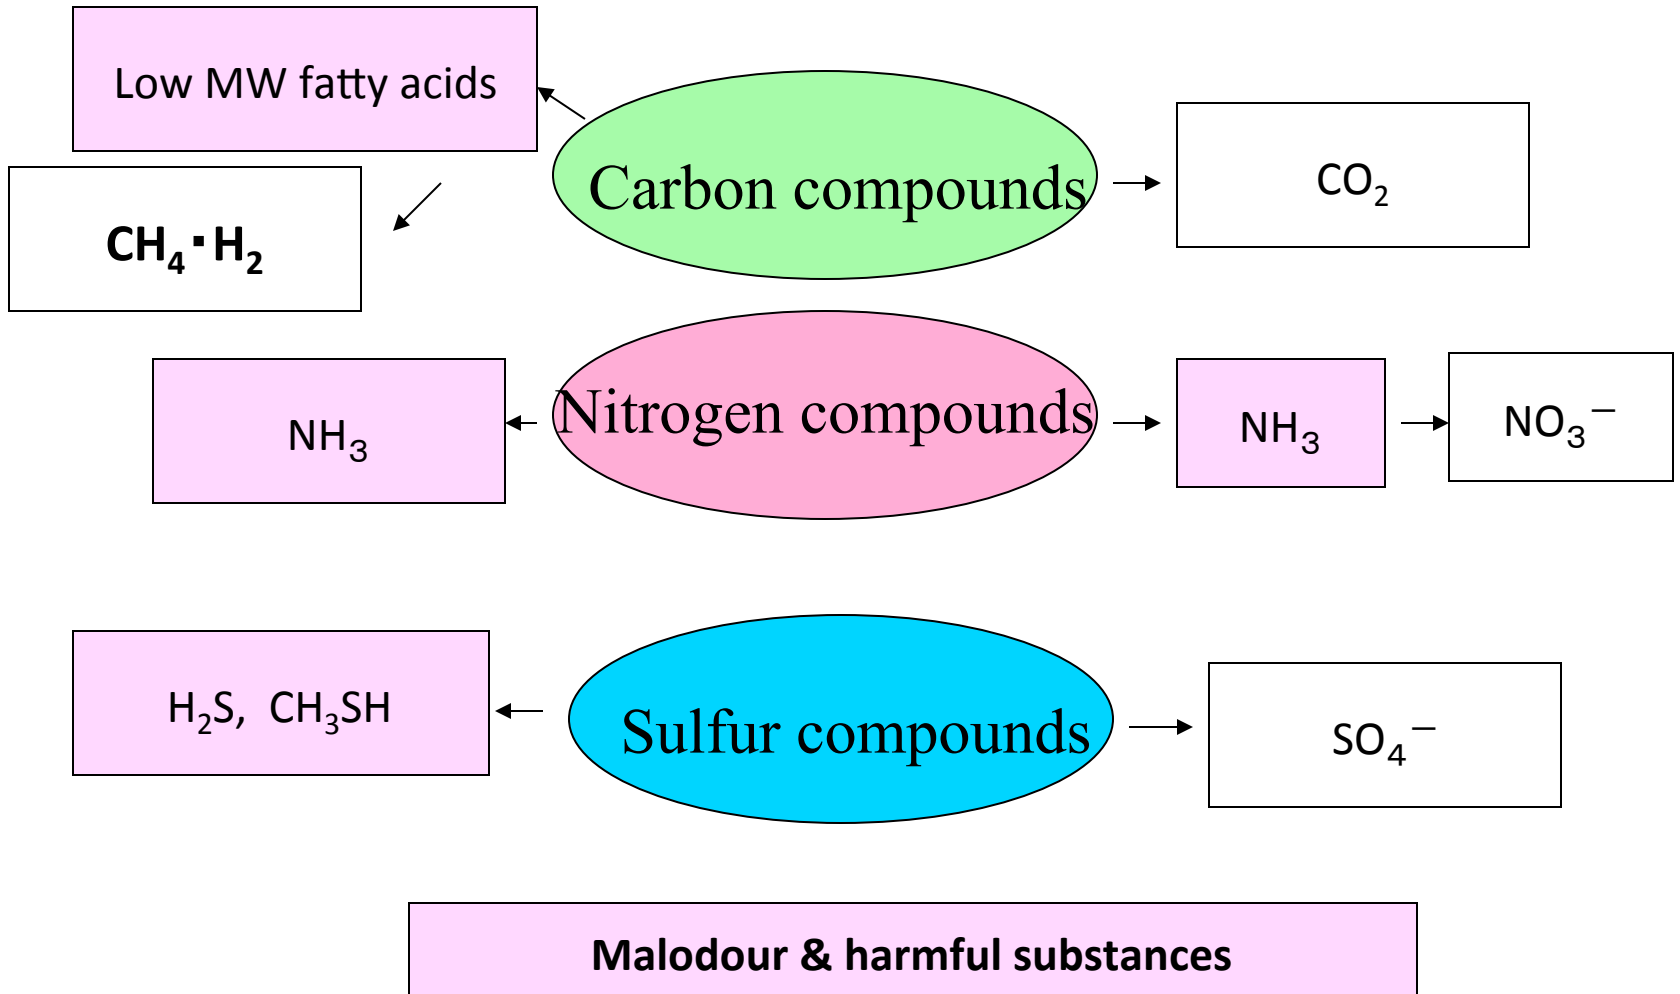 Low MW fatty acids
Carbon compounds
CO₂
CH₄・H₂
Nitrogen compounds
NH₃
NH₃
NO₃⁻
H₂S, CH₃SH
Sulfur compounds
SO₄⁻
Malodour & harmful substances